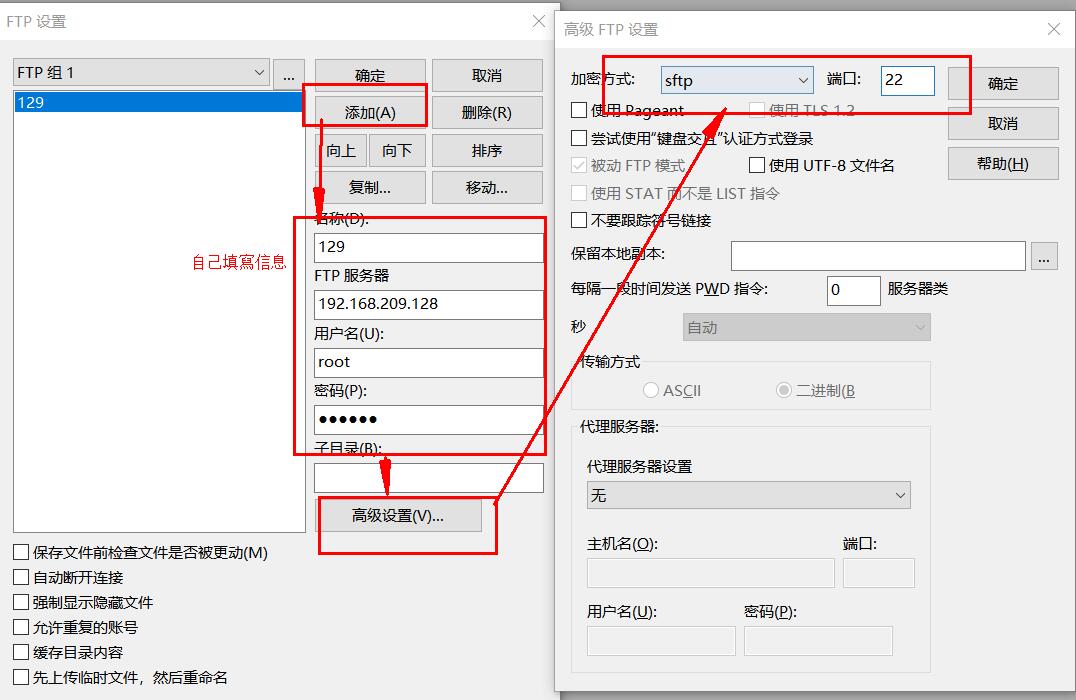 FTP 设置
FTP 组 1
...
确定
取消
129
添加(A)
删除(R)
向上
向下
排序
复制...
移动...
名称(D):
129
自己填寫信息
FTP 服务器
192.168.209.128
用户名(U):
root
密码(P):
●●●●●●
子目录(B):
高级设置(V)...
保存文件前检查文件是否被更动(M)
自动断开连接
强制显示隐藏文件
允许重复的账号
缓存目录内容
先上传临时文件，然后重命名
高级 FTP 设置
加密方式:
sftp
端口:
22
确定
使用 Pageant
使用 TLS 1.2
取消
尝试使用“键盘交互”认证方式登录
被动 FTP 模式
使用 UTF-8 文件名
帮助(H)
使用 STAT 而不是 LIST 指令
不要跟踪符号链接
保留本地副本:
...
每隔一段时间发送 PWD 指令:
0
服务器类
秒
自动
传输方式
ASCII
二进制(B
代理服务器:
代理服务器设置
无
主机名(O):
端口:
用户名(U):
密码(P):